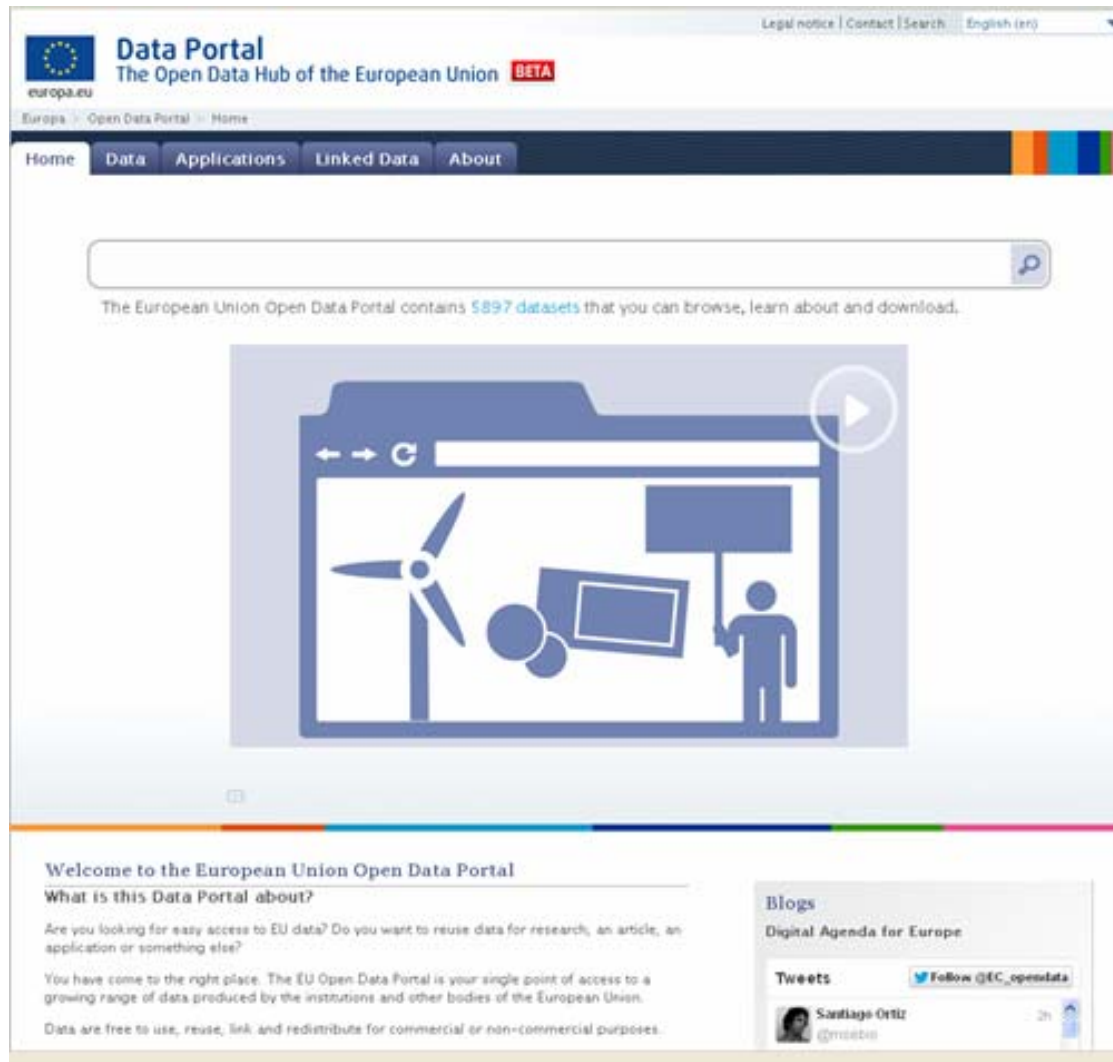 Legal notice | Contact | Search English (en)
Data Portal
The Open Data Hub of the European Union BETA
europa.eu
Europa > Open Data Portal > Home
Home Data Applications Linked Data About
The European Union Open Data Portal contains 5897 datasets that you can browse, learn about and download.
Welcome to the European Union Open Data Portal
What is this Data Portal about?
Are you looking for easy access to EU data? Do you want to reuse data for research, an article, an
application or something else?
You have come to the right place. The EU Open Data Portal is your single point of access to a
growing range of data produced by the institutions and other bodies of the European Union.
Data are free to use, reuse, link and redistribute for commercial or non-commercial purposes.
Blogs
Digital Agenda for Europe
Tweets Follow @EC_opendata
Santiago Ortiz 2h
@moebio